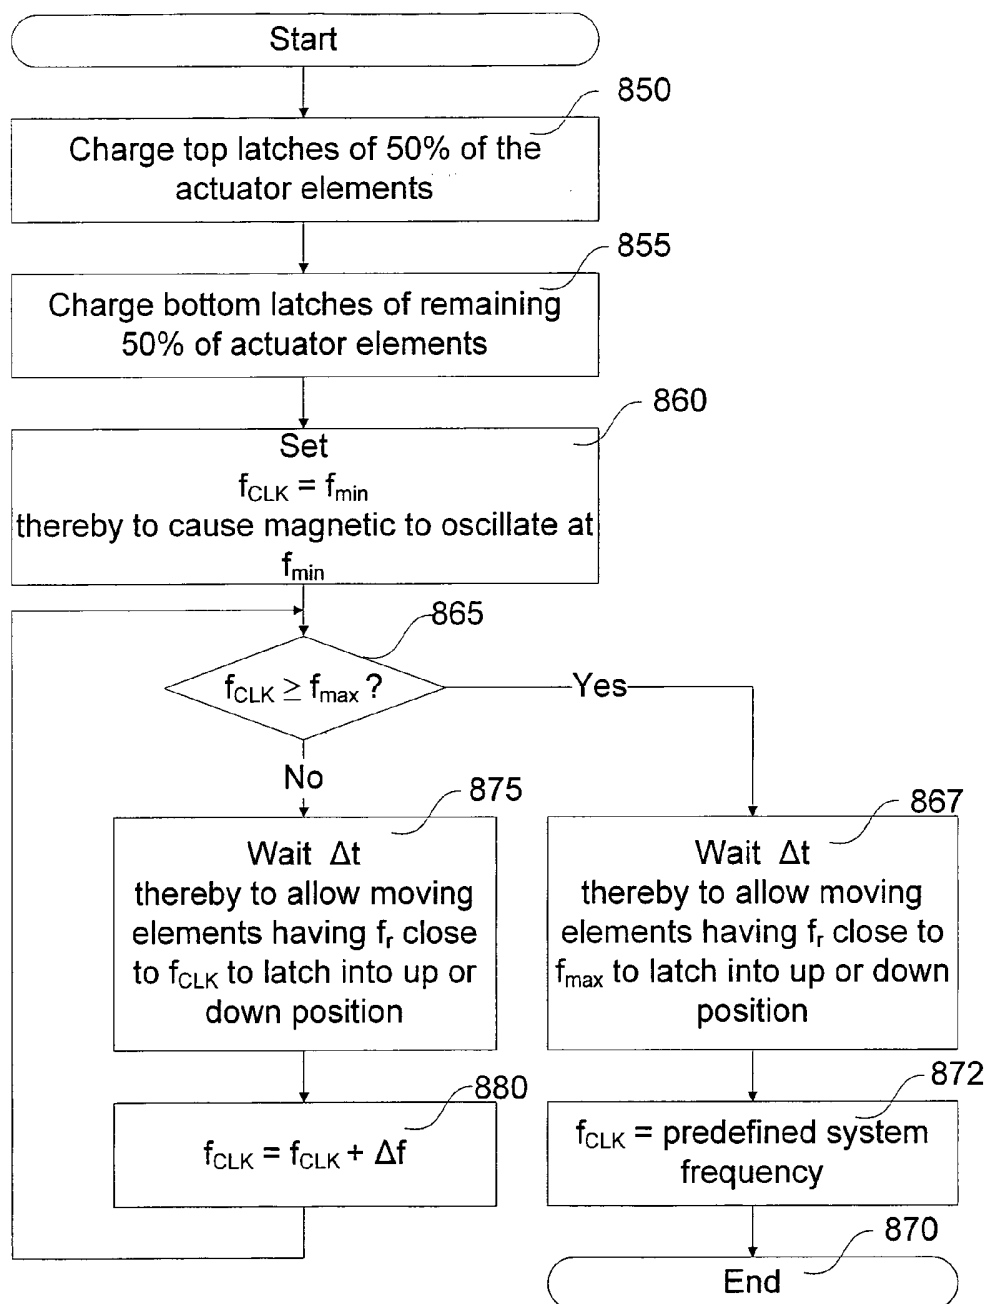 Start
850
Charge top latches of 50% of the
actuator elements
855
Charge bottom latches of remaining
50% of actuator elements
860
Set
fCLK = fmin
thereby to cause magnetic to oscillate at
fmin
865
fCLK ≥ fmax ?
Yes
No
875
Wait Δt
thereby to allow moving
elements having fr close
to fCLK to latch into up or
down position
867
Wait Δt
thereby to allow moving
elements having fr close to
fmax to latch into up or down
position
880
fCLK = fCLK + Δf
872
fCLK = predefined system
frequency
870
End